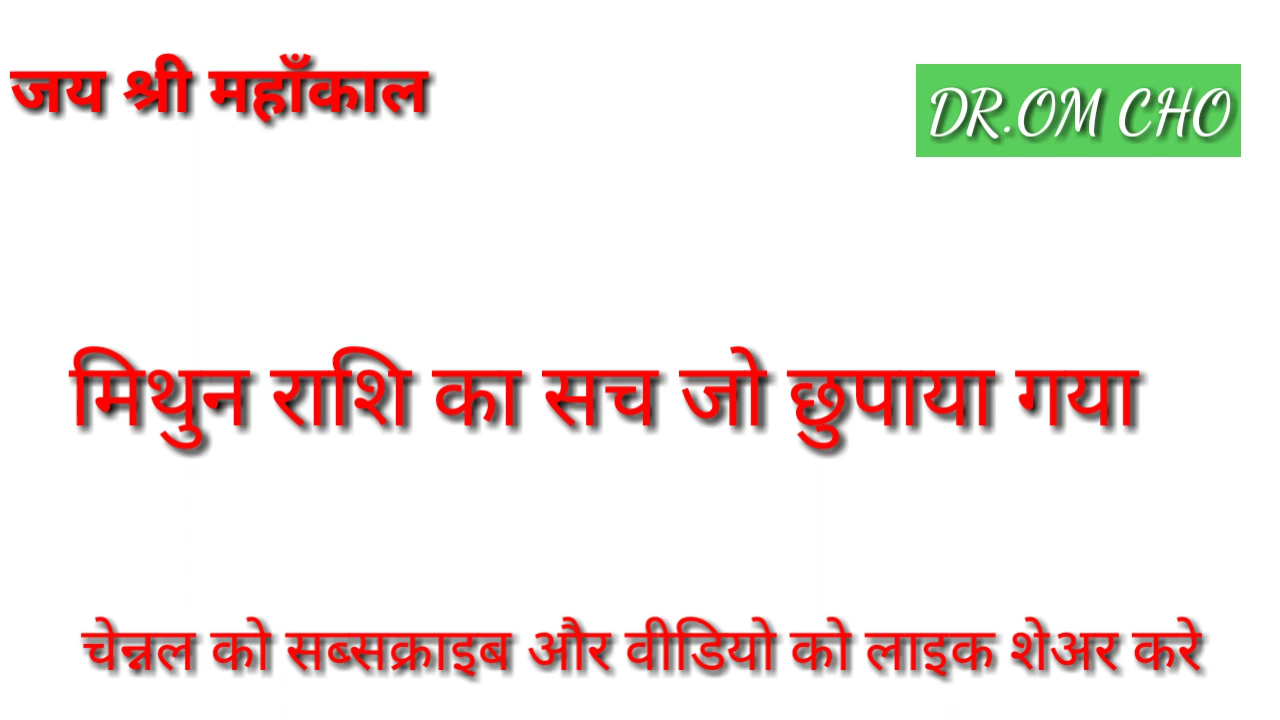 जय श्री महाँकाल
DR.OM CHO
मिथुन राशि का सच जो छुपाया गया
चेन्नल को सब्सक्राइब और वीडियो को लाइक शेअर करे